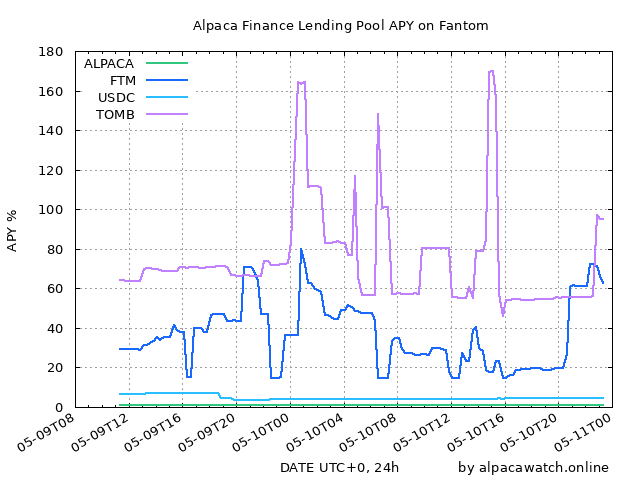 Alpaca Finance Lending Pool APY on Fantom
180
160
140
120
100
80
60
40
20
0
APY %
ALPACA
FTM
USDC
TOMB
05-09T08
05-09T12
05-09T16
05-09T20
05-10T00
05-10T04
05-10T08
05-10T12
05-10T16
05-10T20
05-11T00
DATE UTC+0, 24h
by alpacawatch.online